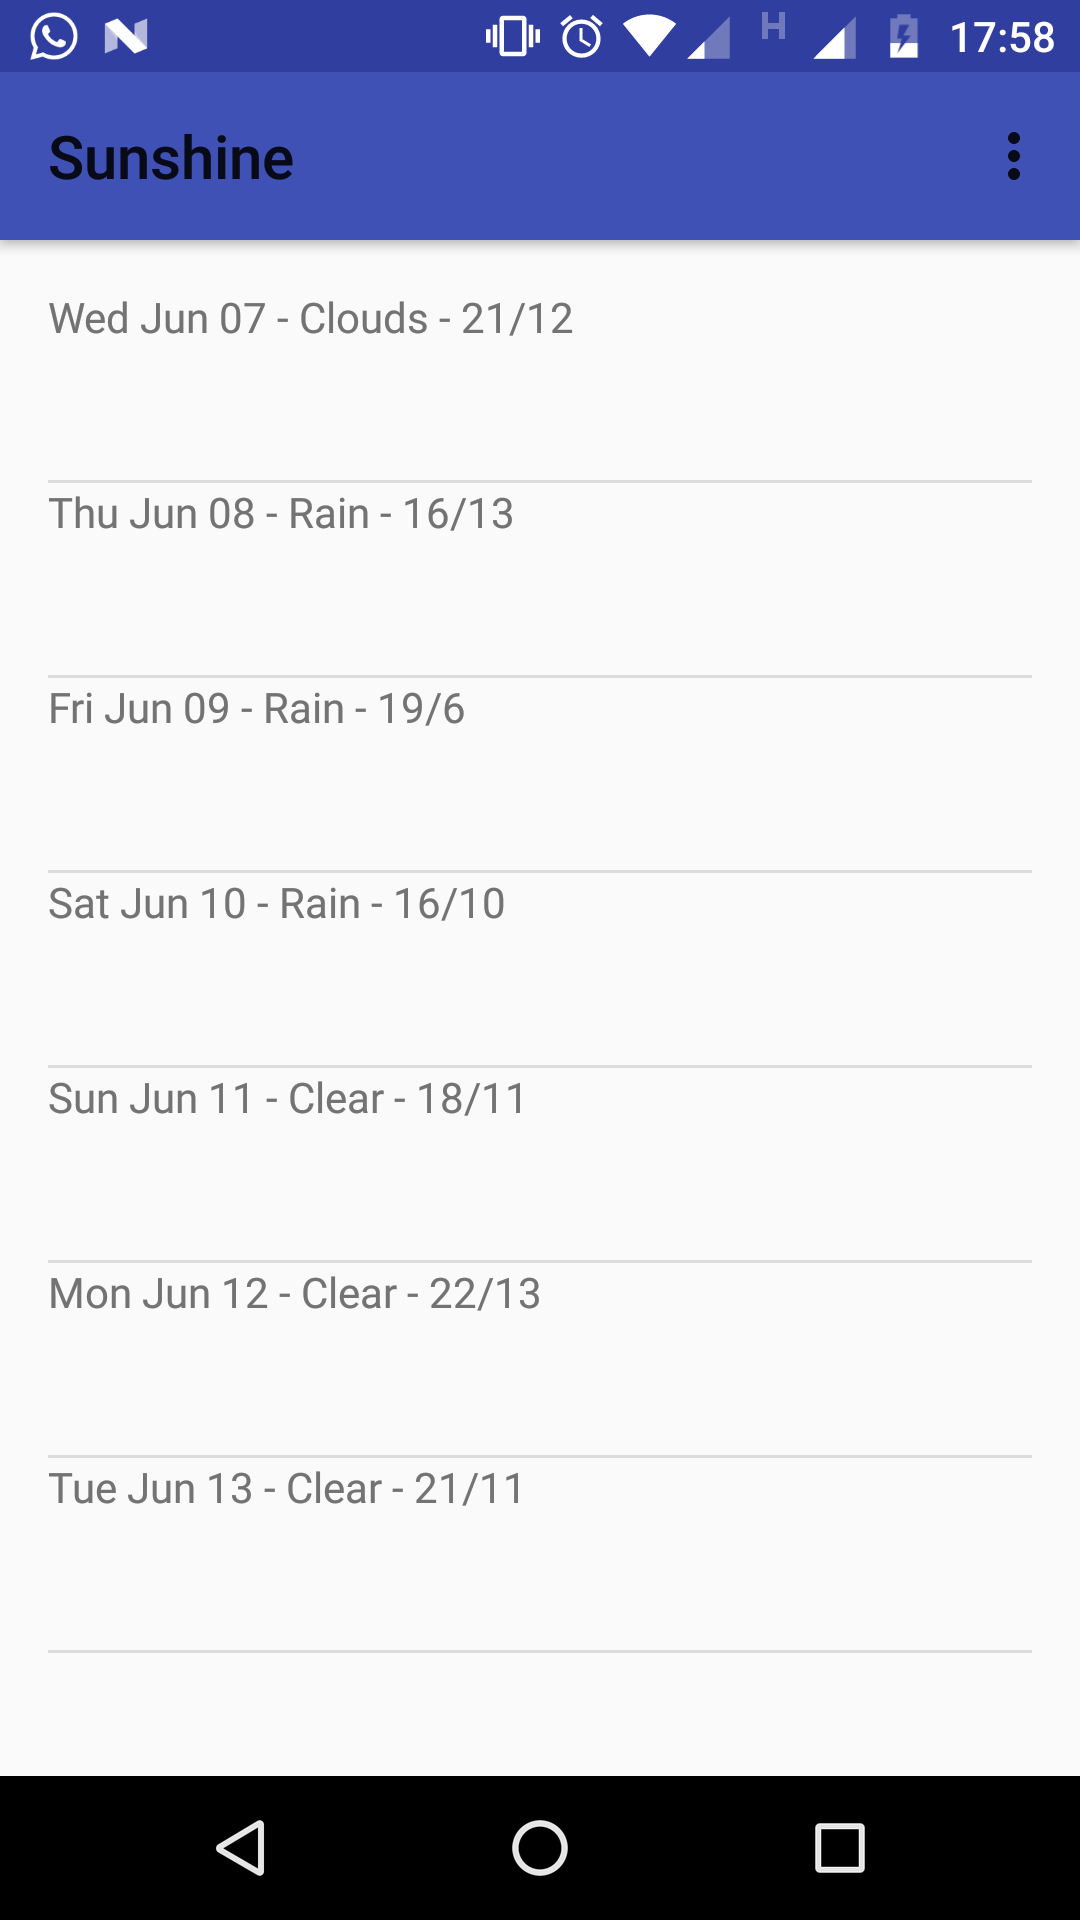 H 17:58
Sunshine
Wed Jun 07 - Clouds - 21/12
Thu Jun 08 - Rain - 16/13
Fri Jun 09 - Rain - 19/6
Sat Jun 10 - Rain - 16/10
Sun Jun 11 - Clear - 18/11
Mon Jun 12 - Clear - 22/13
Tue Jun 13 - Clear - 21/11